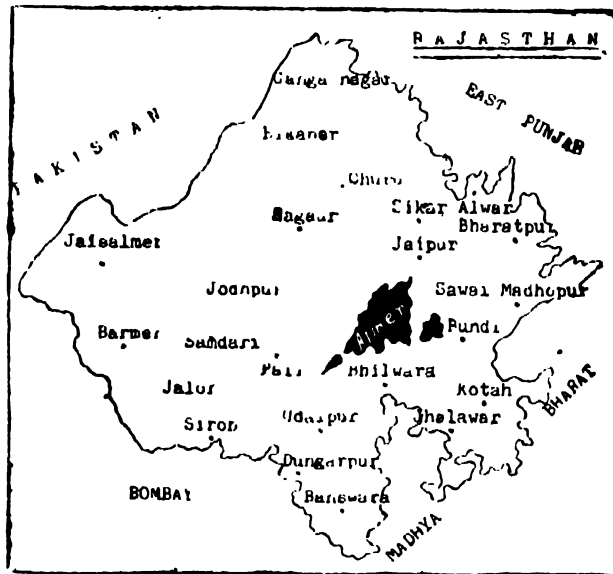 RAJASTHAN
Ganga nagar
EAST PUNJAB
PAKISTAN
Bikaner
Churu
Sikar Alwar
Nagaur
Bharatpur
Jaisalmer
Jaipur
Jodhpur
Sawai Madhopur
Ajmer
Barmer
Samdari
Bundi
Pali
Bhilwara
Jalor
Kotah
BHARAT
Udaipur
Jhalawar
Siroh
Dungarpur
BOMBAY
Banswara
MADHYA